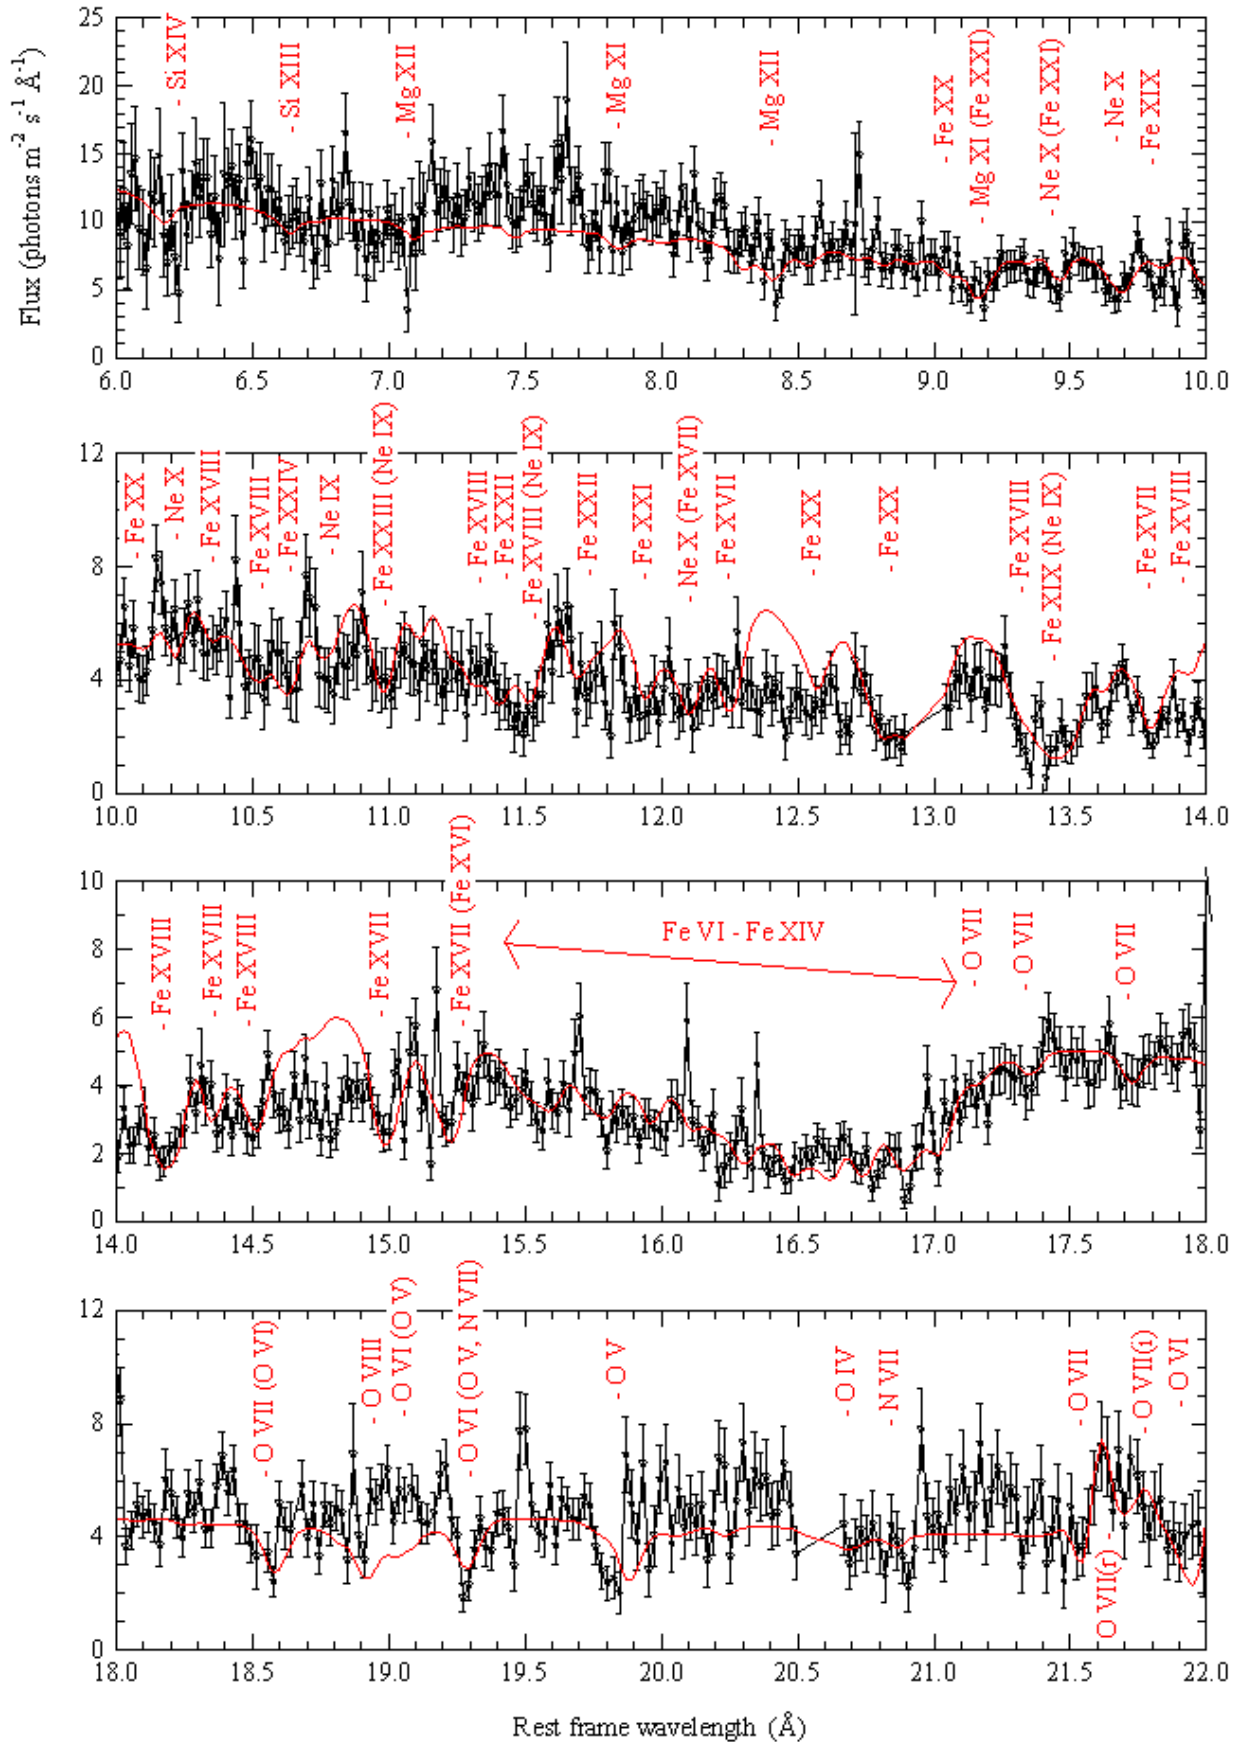 Flux (photons m-2 s-1 Å-1)
25
20
15
10
5
0
- Si XIV
- Si XIII
- Mg XII
- Mg XI
- Mg XII
- Fe XX
- Mg XI (Fe XXI)
- Ne X (Fe XXI)
- Ne X
- Fe XIX
6.0 6.5 7.0 7.5 8.0 8.5 9.0 9.5 10.0
12
8
4
0
- Fe XX
- Ne X
- Fe XVIII
- Fe XVIII
- Fe XXIV
- Ne IX
- Fe XXIII (Ne IX)
- Fe XVIII
- Fe XXII
- Fe XVIII (Ne IX)
- Fe XXII
- Fe XXI
- Ne X (Fe XVII)
- Fe XVII
- Fe XX
- Fe XX
- Fe XVIII
- Fe XIX (Ne IX)
- Fe XVII
- Fe XVIII
10.0 10.5 11.0 11.5 12.0 12.5 13.0 13.5 14.0
10
8
6
4
2
0
- Fe XVIII
- Fe XVIII
- Fe XVIII
- Fe XVII
- Fe XVII (Fe XVI)
Fe VI - Fe XIV
- O VII
- O VII
- O VII
14.0 14.5 15.0 15.5 16.0 16.5 17.0 17.5 18.0
12
8
4
0
- O VII (O VI)
- O VIII
- O VI (O V)
- O VI (O V, N VII)
- O V
- O IV
- N VII
- O VII
- O VII(r)
- O VII(i)
- O VI
18.0 18.5 19.0 19.5 20.0 20.5 21.0 21.5 22.0
Rest frame wavelength (Å)